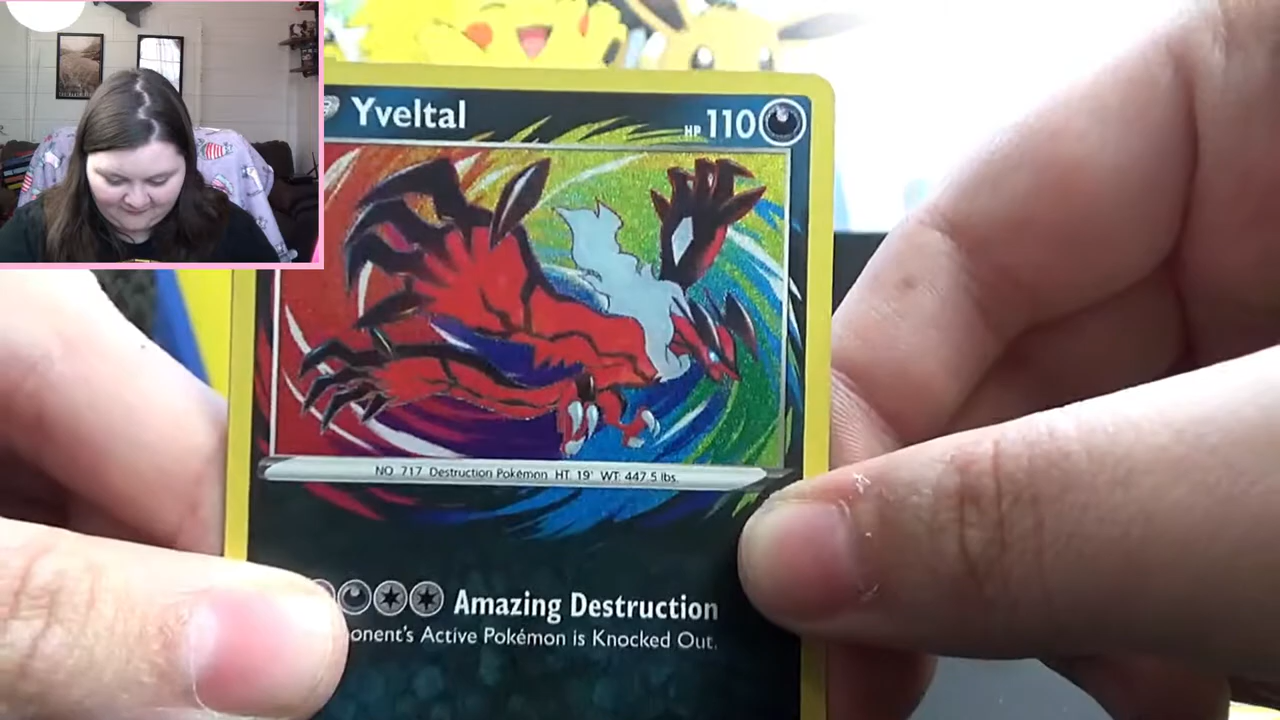 Yveltal HP 110
NO. 717 Destruction Pokémon HT: 19' WT: 447.5 lbs.
Amazing Destruction
onent's Active Pokémon is Knocked Out.